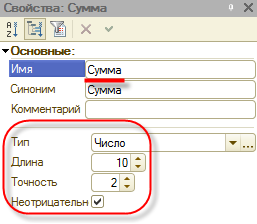 Свойства: Сумма
Основные:
Имя Сумма
Синоним Сумма
Комментарий
Тип Число
Длина 10
Точность 2
Неотрицательн